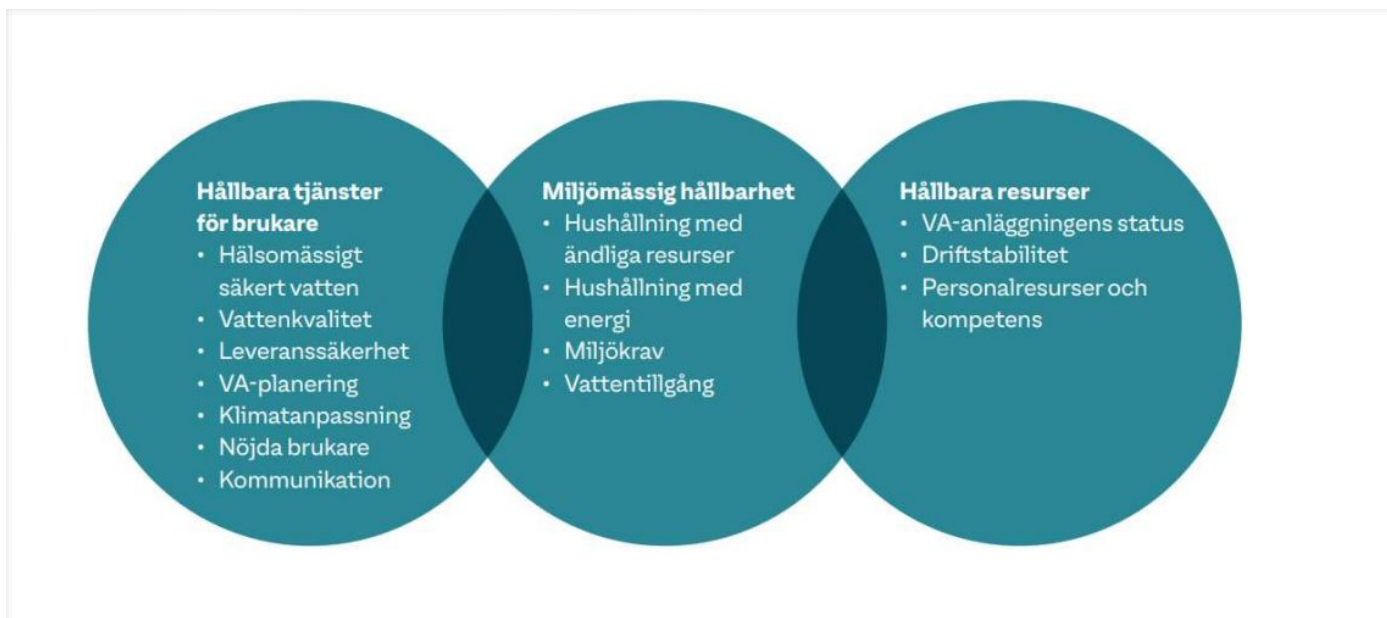 Hållbara tjänster
för brukare
• Hälsomässigt
säkert vatten
• Vattenkvalitet
• Leveranssäkerhet
• VA-planering
• Klimatanpassning
• Nöjda brukare
• Kommunikation
Miljömässig hållbarhet
• Hushållning med
ändliga resurser
• Hushållning med
energi
• Miljökrav
• Vattentillgång
Hållbara resurser
• VA-anläggningens status
• Driftstabilitet
• Personalresurser och
kompetens